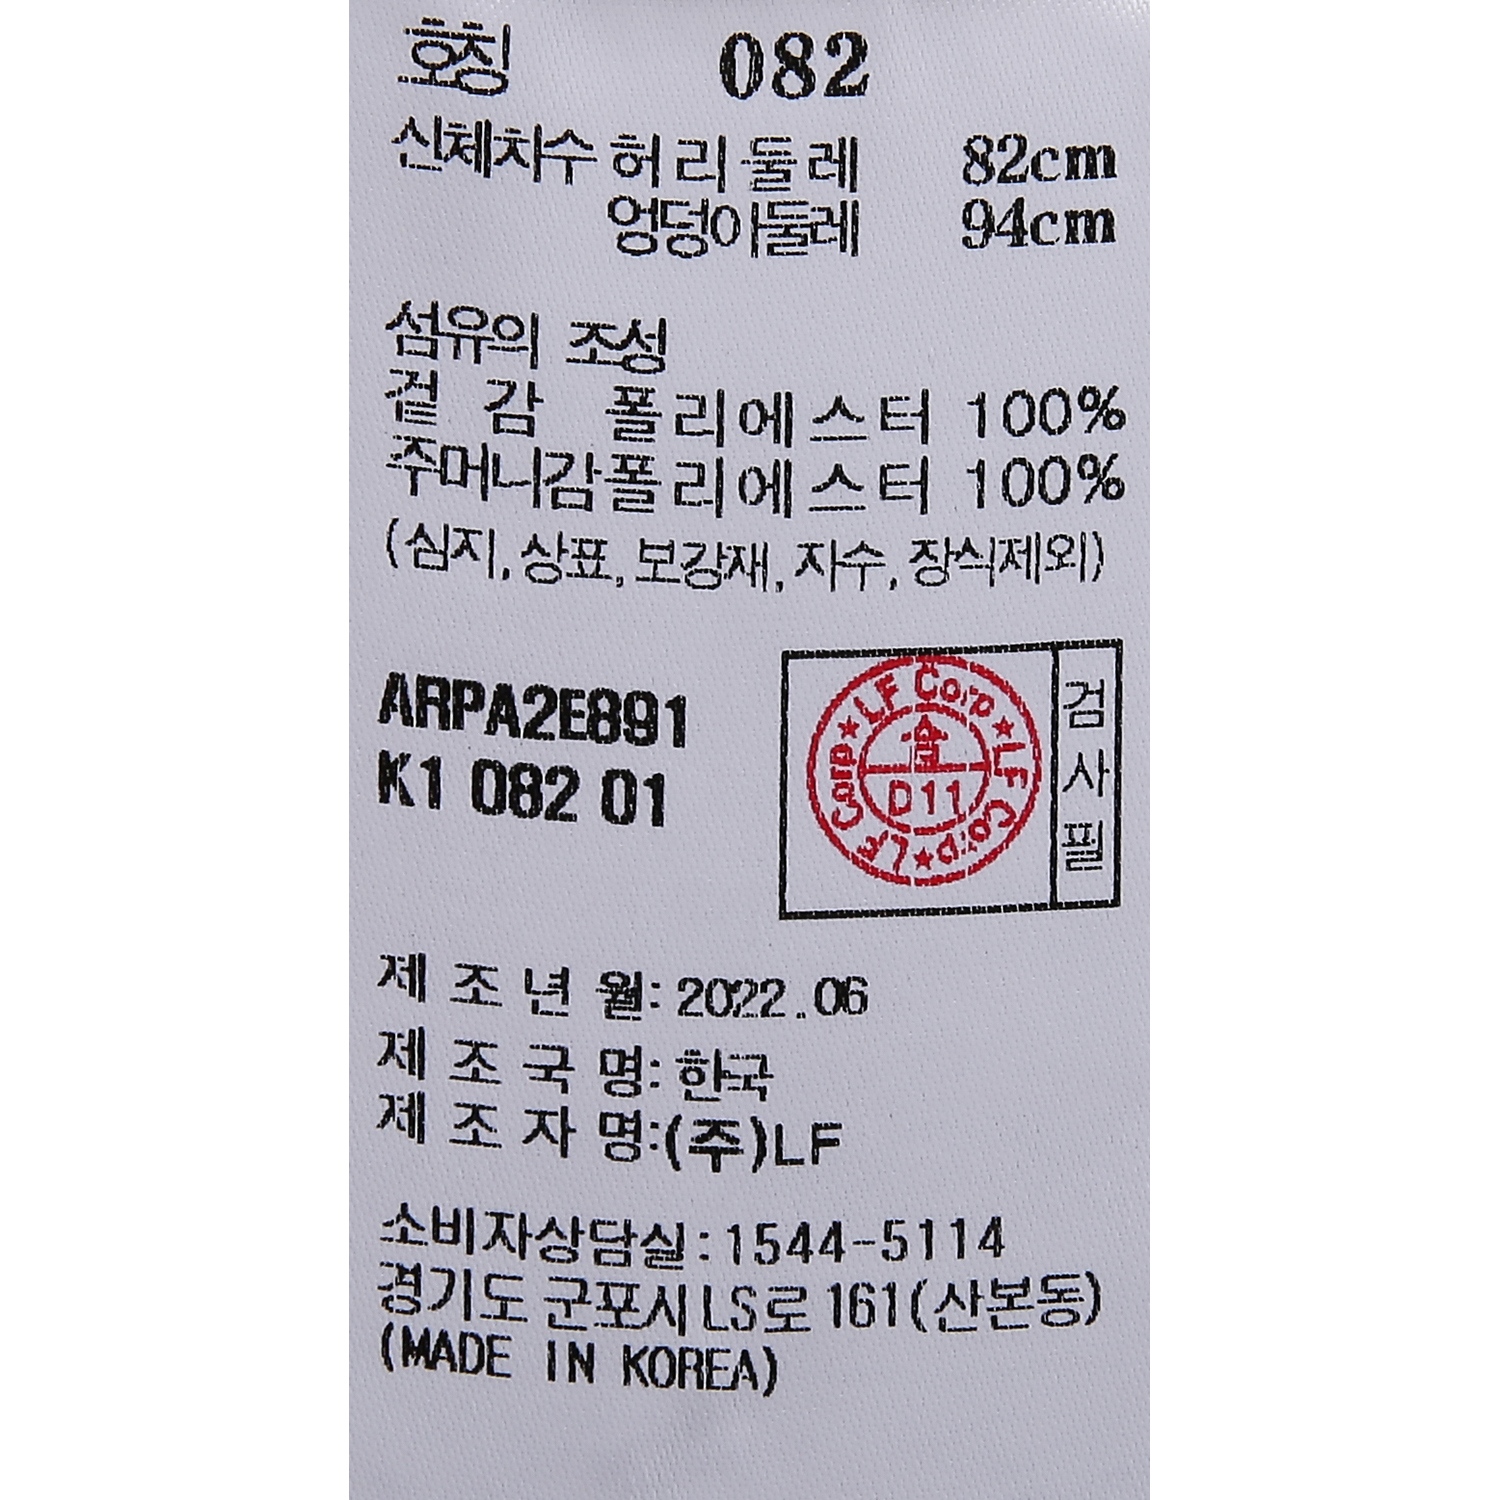 호칭 082
신체치수 허리둘레 82cm
엉덩이둘레 94cm
섬유의 조성
겉감 폴리에스터 100%
주머니감 폴리에스터 100%
(심지, 상표, 보강재, 자수, 장식제외)
ARPA2E891
K1 082 01
LF Corp ★ LF Corp ★ LF Corp ★
D11
검사필
제조년월: 2022.06
제조국명: 한국
제조자명: (주)LF
소비자상담실: 1544-5114
경기도 군포시 LS로 161(산본동)
(MADE IN KOREA)